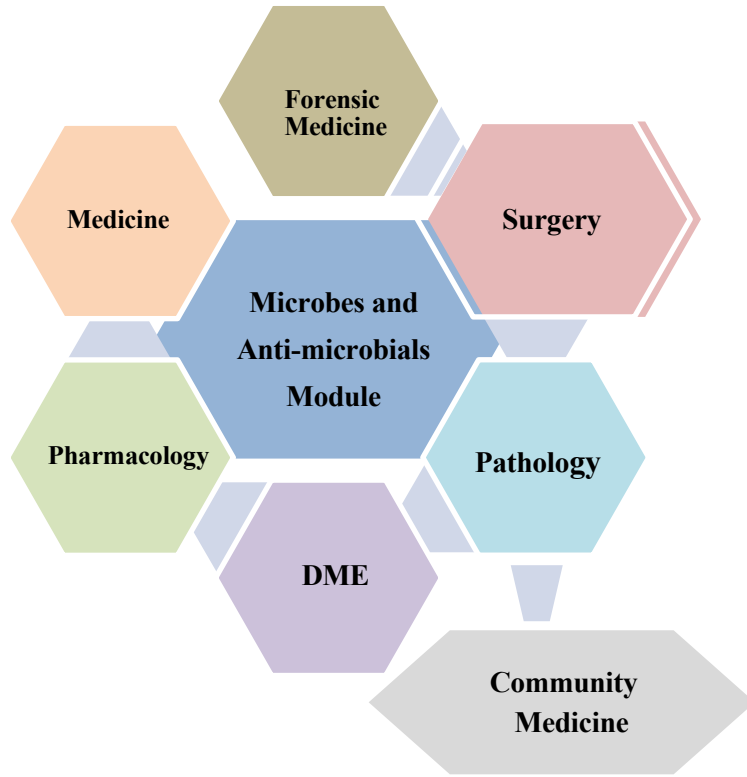 Forensic
Medicine
Medicine
Surgery
Microbes and
Anti-microbials
Module
Pharmacology
Pathology
DME
Community
Medicine